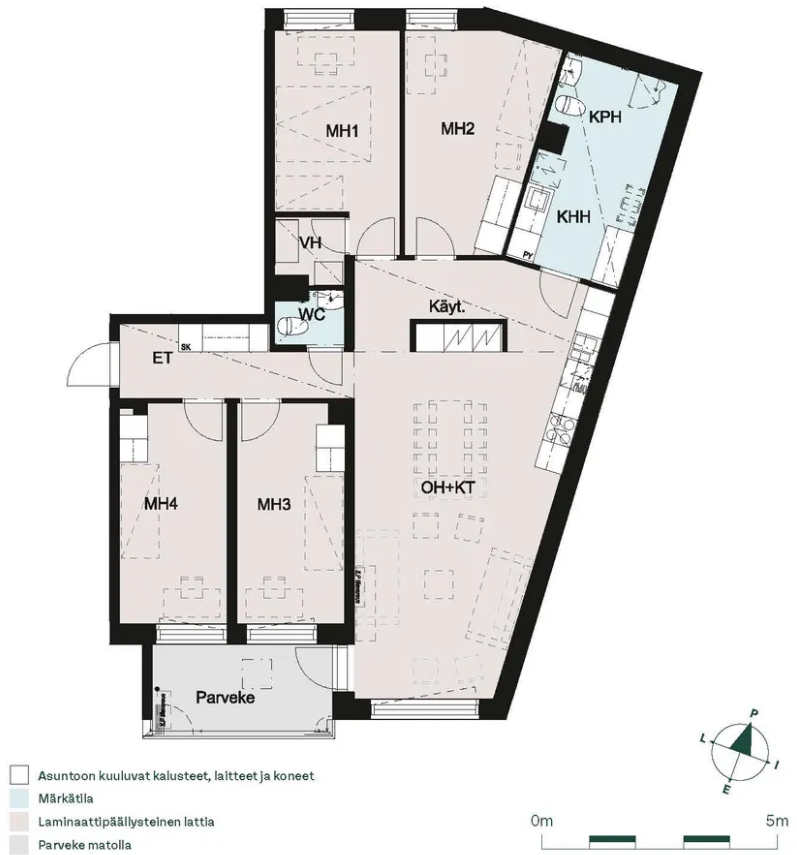 MH1
MH2
KPH
KHH
PY
VH
WC
Käyt.
ET
SK
OH+KT
MH4
MH3
Parveke
P
L
I
E
Asuntoon kuuluvat kalusteet, laitteet ja koneet
Märkätila
Laminaattipäällysteinen lattia
Parveke matolla
0m
5m